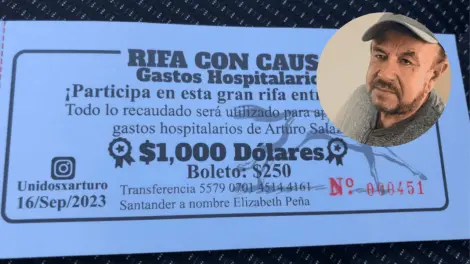 RIFA CON CAUS
Gastos Hospitalario
¡Participa en esta gran rifa
Todo lo recaudado será utilizado para
gastos hospitalarios de Arturo
$1,000 Dólares
Boleto: $250
Unidosxarturo
16/Sep/2023
Transferencia 5579 0701 4514 4161
Santander a nombre Elizabeth Peña
Nº 000451